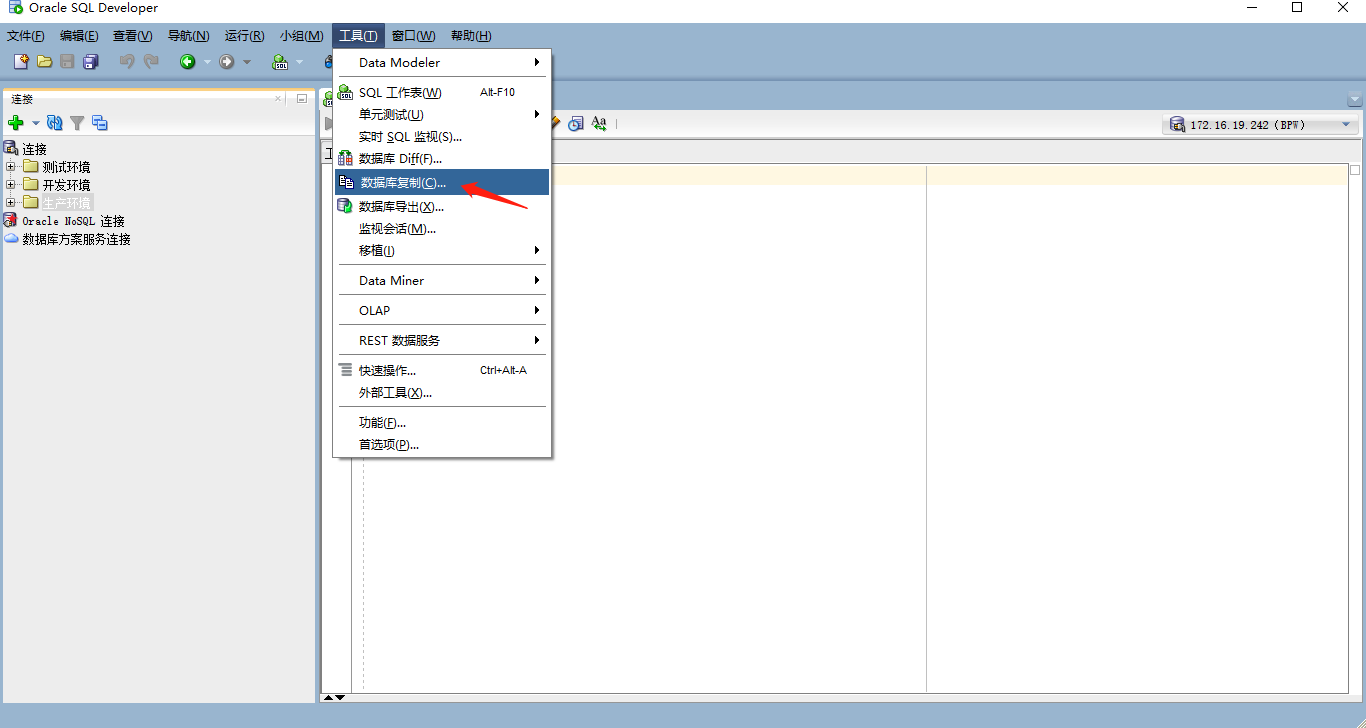 Oracle SQL Developer
文件(F) 编辑(E) 查看(V) 导航(N) 运行(R) 小组(M) 工具(T) 窗口(W) 帮助(H)
连接
连接
测试环境
开发环境
生产环境
Oracle NoSQL 连接
数据库方案服务连接
Data Modeler
SQL 工作表(W) Alt-F10
单元测试(U)
实时 SQL 监视(S)...
数据库 Diff(F)...
数据库复制(C)...
数据库导出(X)...
监视会话(M)...
移植(I)
Data Miner
OLAP
REST 数据服务
快速操作... Ctrl+Alt-A
外部工具(X)...
功能(F)...
首选项(P)...
172.16.19.242 (BPW)